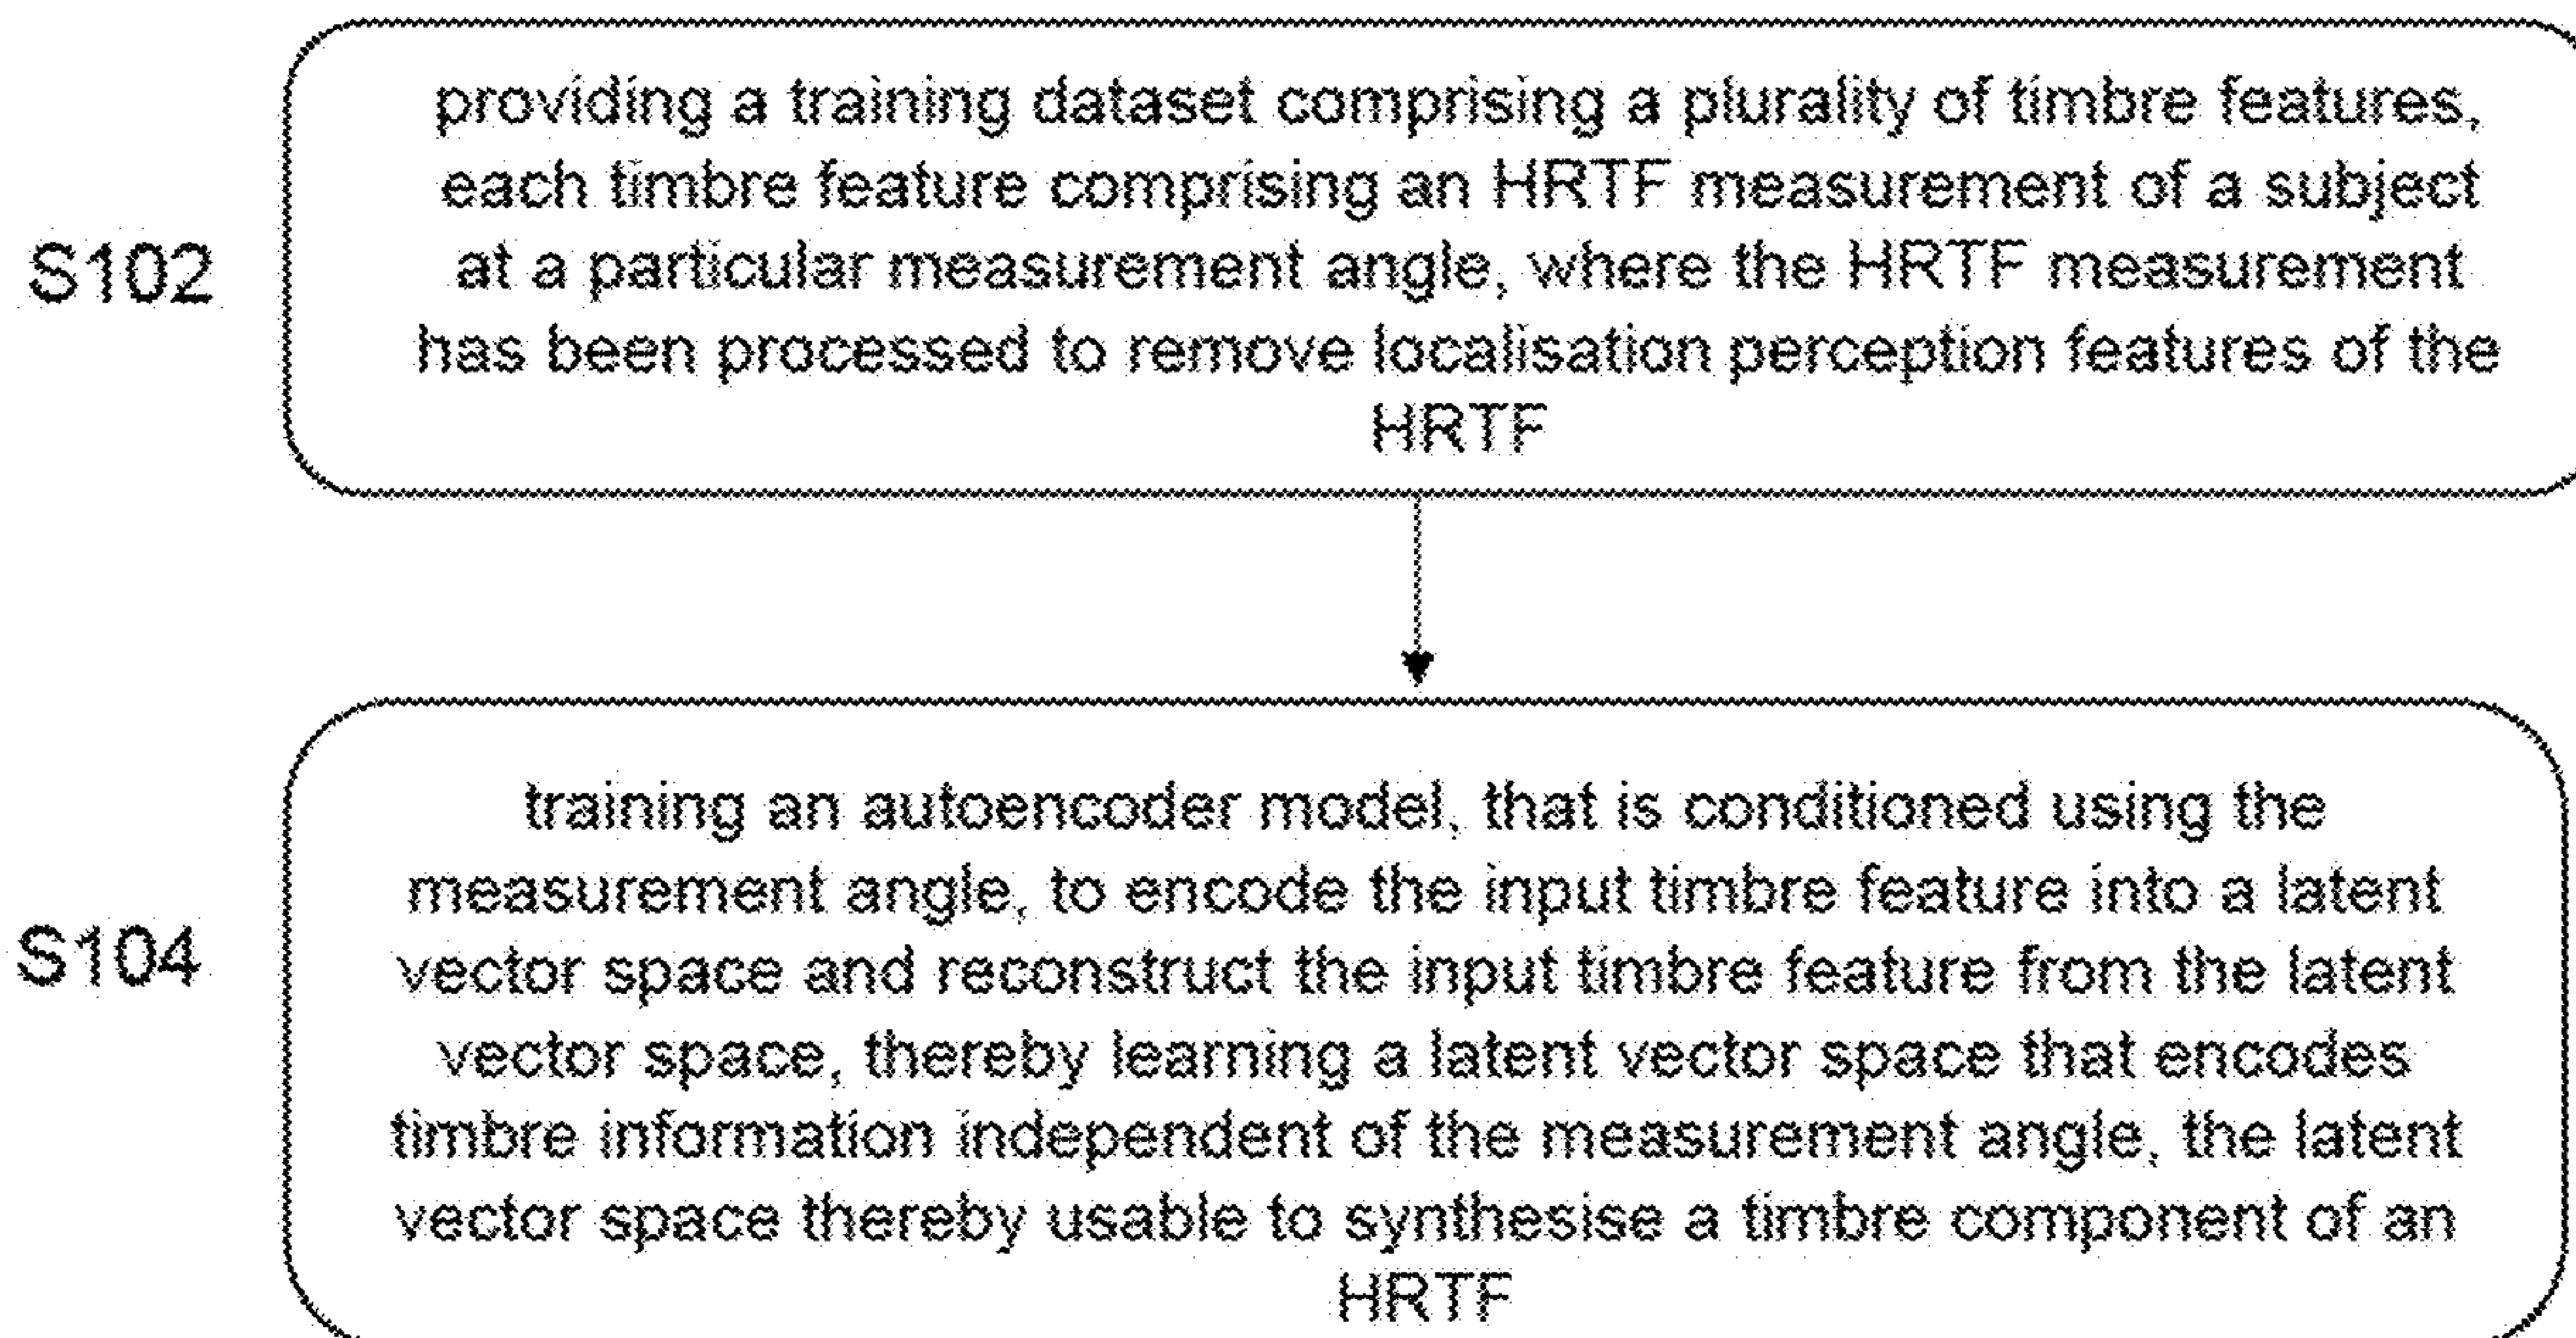 providing a training dataset comprising a plurality of timbre features,
each timbre feature comprising an HRTF measurement of a subject
S102
at a particular measurement angle, where the HRTF measurement
has been processed to remove localisation perception features of the
HRTF
training an autoencoder model, that is conditioned using the
measurement angle, to encode the input timbre feature into a latent
S104
vector space and reconstruct the input timbre feature from the latent
vector space, thereby learning a latent vector space that encodes
timbre information independent of the measurement angle, the latent
vector space thereby usable to synthesise a timbre component of an
HRTF